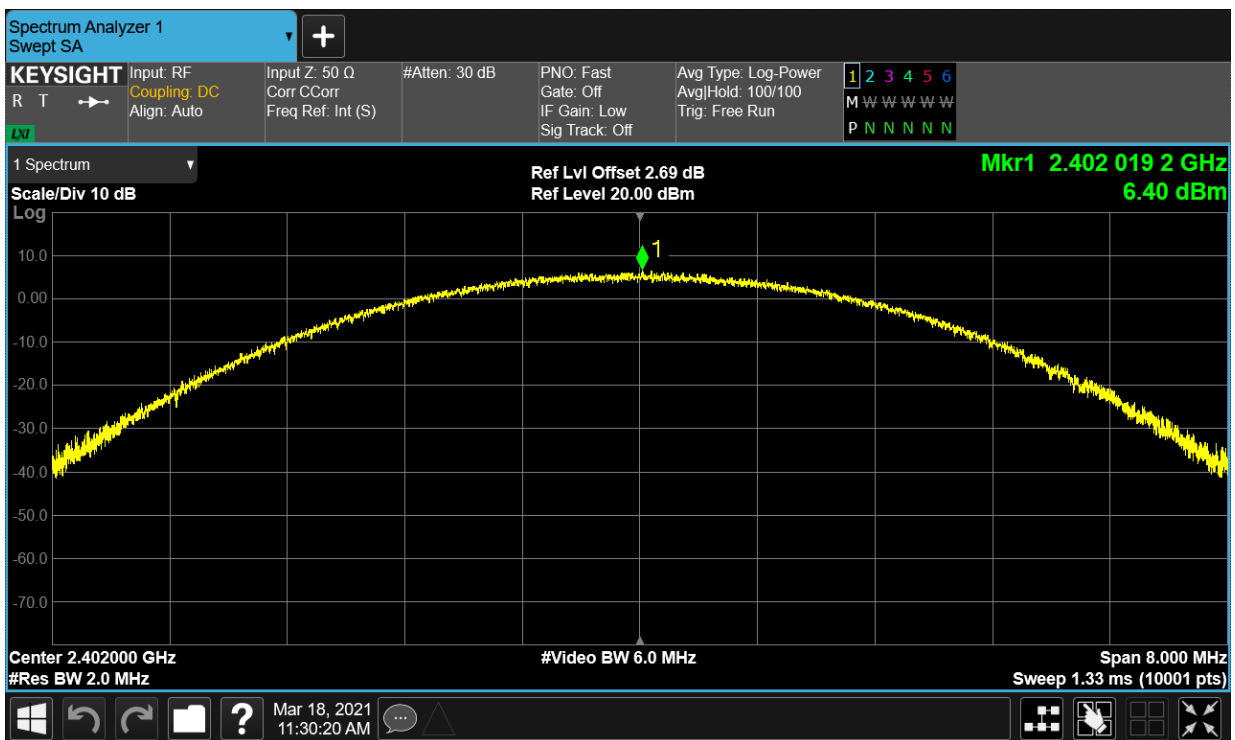 Spectrum Analyzer 1
Swept SA
+
KEYSIGHT Input: RF Input Z: 50 Ω #Atten: 30 dB PNO: Fast Avg Type: Log-Power 1 2 3 4 5 6
R T Coupling: DC Corr CCorr Gate: Off Avg|Hold: 100/100 M W W W W W
Align: Auto Freq Ref: Int (S) IF Gain: Low Trig: Free Run
LXI Sig Track: Off P N N N N N
1 Spectrum Ref Lvl Offset 2.69 dB Mkr1 2.402 019 2 GHz
Scale/Div 10 dB Ref Level 20.00 dBm 6.40 dBm
Log
1
10.0
0.00
-10.0
-20.0
-30.0
-40.0
-50.0
-60.0
-70.0
Center 2.402000 GHz #Video BW 6.0 MHz Span 8.000 MHz
#Res BW 2.0 MHz Sweep 1.33 ms (10001 pts)
? Mar 18, 2021
11:30:20 AM